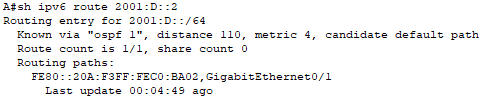 A#sh ipv6 route 2001:D::2
Routing entry for 2001:D::/64
Known via "ospf 1", distance 110, metric 4, candidate default path
Route count is 1/1, share count 0
Routing paths:
FE80::20A:F3FF:FEC0:BA02,GigabitEthernet0/1
Last update 00:04:49 ago